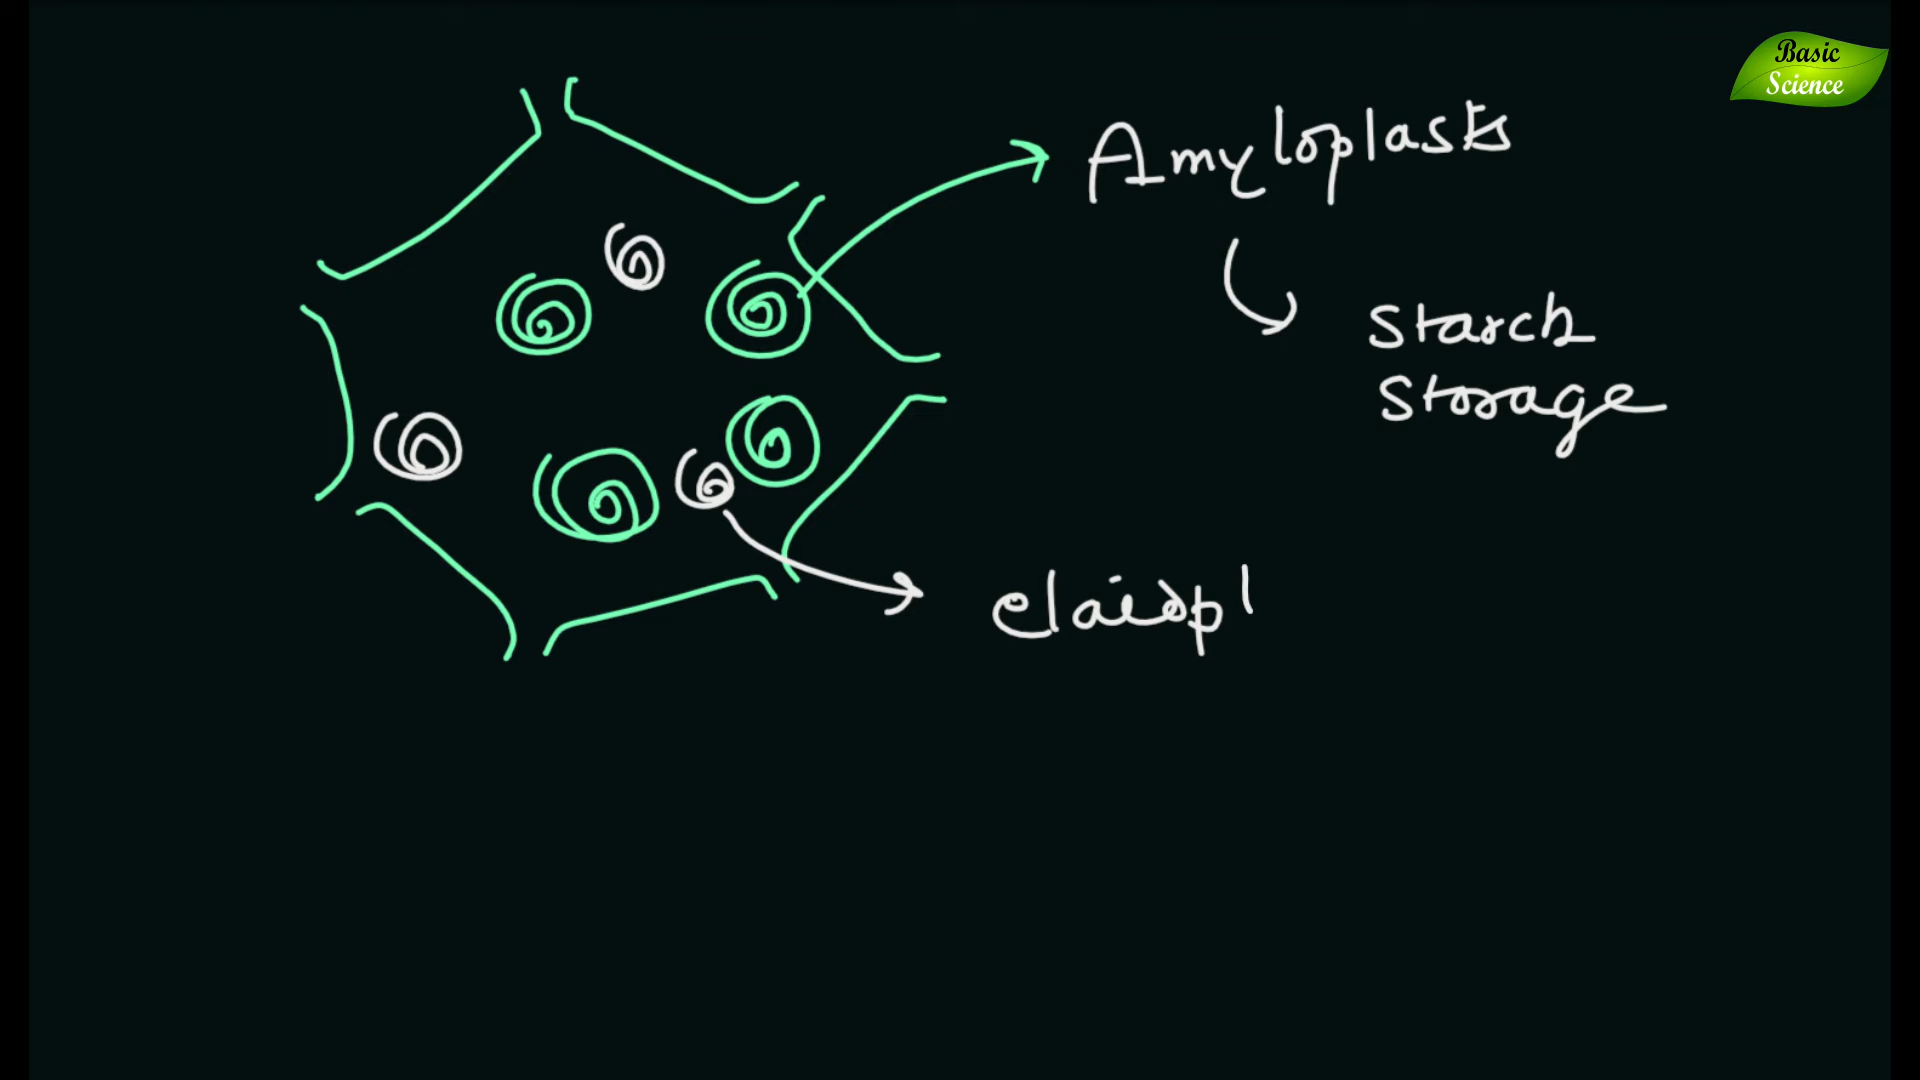 Basic
Science
Amyloplasts
Starch
Storage
elaiopl